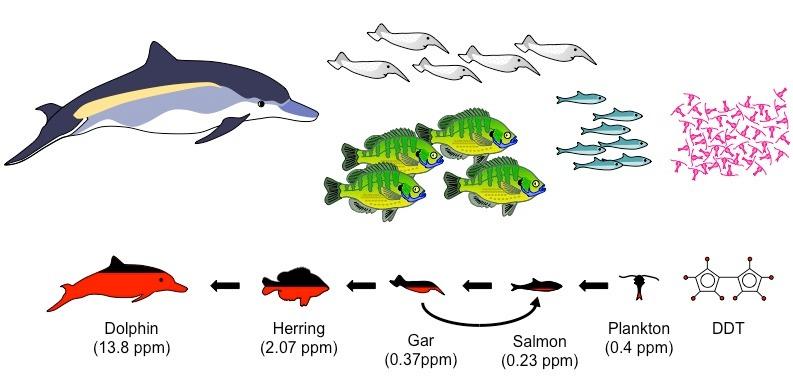 Dolphin
(13.8 ppm)
Herring
(2.07 ppm)
Gar
(0.37ppm)
Salmon
(0.23 ppm)
Plankton
(0.4 ppm)
DDT